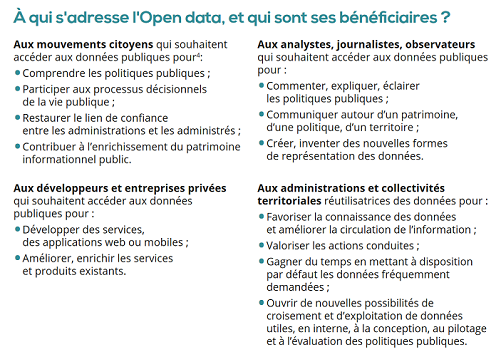 À qui s'adresse l'Open data, et qui sont ses bénéficiaires ?
Aux mouvements citoyens qui souhaitent
accéder aux données publiques pour⁴:
• Comprendre les politiques publiques ;
• Participer aux processus décisionnels
de la vie publique ;
• Restaurer le lien de confiance
entre les administrations et les administrés ;
• Contribuer à l'enrichissement du patrimoine
informationnel public.
Aux analystes, journalistes, observateurs
qui souhaitent accéder aux données publiques
pour :
• Commenter, expliquer, éclairer
les politiques publiques ;
• Communiquer autour d'un patrimoine,
d'une politique, d'un territoire ;
• Créer, inventer des nouvelles formes
de représentation des données.
Aux développeurs et entreprises privées
qui souhaitent accéder aux données
publiques pour :
• Développer des services,
des applications web ou mobiles ;
• Améliorer, enrichir les services
et produits existants.
Aux administrations et collectivités
territoriales réutilisatrices des données pour :
• Favoriser la connaissance des données
et améliorer la circulation de l'information ;
• Valoriser les actions conduites ;
• Gagner du temps en mettant à disposition
par défaut les données fréquemment
demandées ;
• Ouvrir de nouvelles possibilités de
croisement et d'exploitation de données
utiles, en interne, à la conception, au pilotage
et à l'évaluation des politiques publiques.